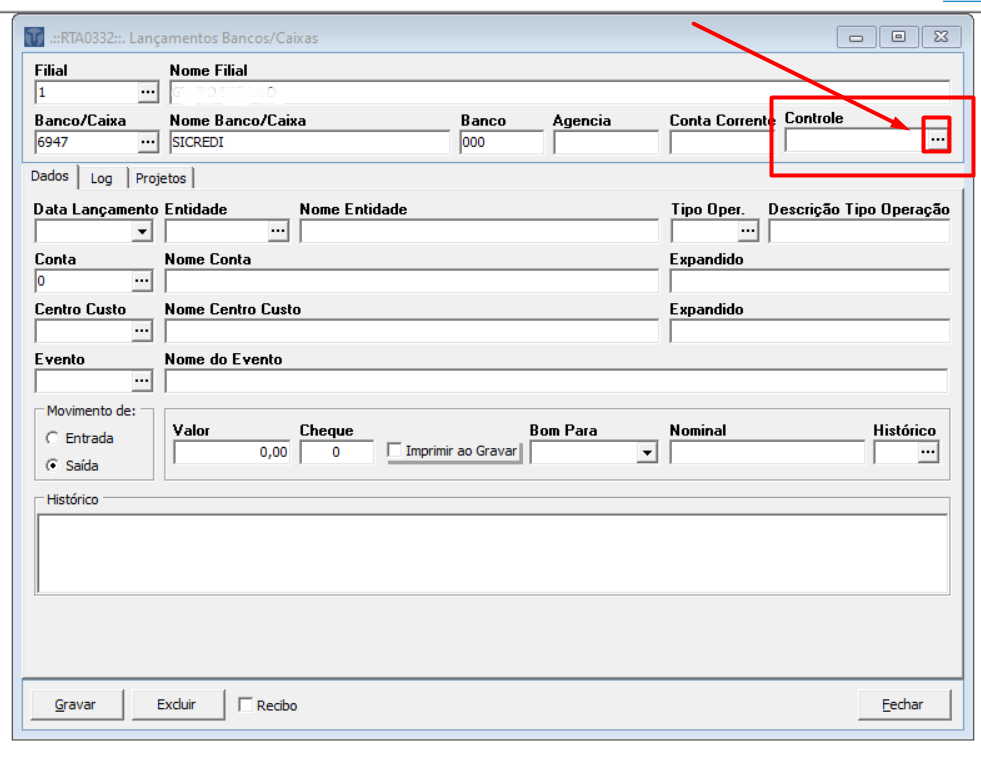 .::RTA0332::. Lançamentos Bancos/Caixas
Filial Nome Filial
1 ...
Banco/Caixa Nome Banco/Caixa Banco Agencia Conta Corrente Controle
6947 ... SICREDI 000 ...
Dados Log Projetos
Data Lançamento Entidade Nome Entidade Tipo Oper. Descrição Tipo Operação
... ...
Conta Nome Conta Expandido
0 ...
Centro Custo Nome Centro Custo Expandido
...
Evento Nome do Evento
...
Movimento de:
Entrada
Saída
Valor Cheque Bom Para Nominal Histórico
0,00 0 Imprimir ao Gravar ...
Histórico
Gravar Excluir Recibo Fechar